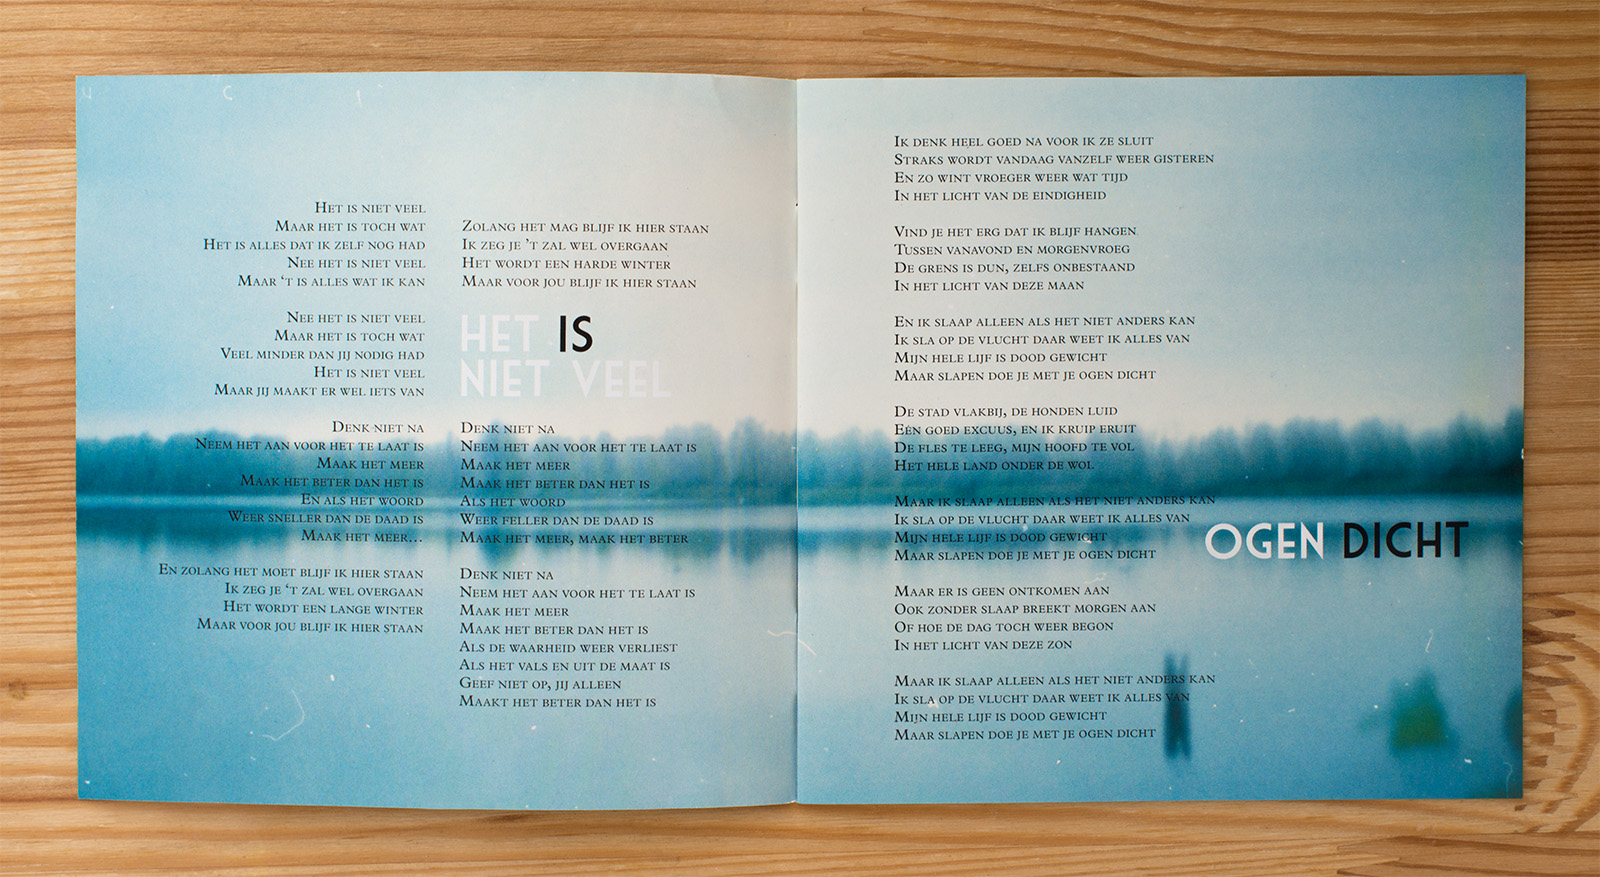 Het is niet veel
Maar het is toch wat
Het is alles dat ik zelf nog had
Nee het is niet veel
Maar ‘t is alles wat ik kan
Nee het is niet veel
Maar het is toch wat
Veel minder dan jij nodig had
Het is niet veel
Maar jij maakt er wel iets van
Denk niet na
Neem het aan voor het te laat is
Maak het meer
Maak het beter dan het is
En als het woord
Weer sneller dan de daad is
Maak het meer...
En zolang het moet blijf ik hier staan
Ik zeg je ‘t zal wel overgaan
Het wordt een lange winter
Maar voor jou blijf ik hier staan
Zolang het mag blijf ik hier staan
Ik zeg je ’t zal wel overgaan
Het wordt een harde winter
Maar voor jou blijf ik hier staan
HET IS
NIET VEEL
Denk niet na
Neem het aan voor het te laat is
Maak het meer
Maak het beter dan het is
Als het woord
Weer feller dan de daad is
Maak het meer, maak het beter
Denk niet na
Neem het aan voor het te laat is
Maak het meer
Maak het beter dan het is
Als de waarheid weer verliest
Als het vals en uit de maat is
Geef niet op, jij alleen
Maakt het beter dan het is
Ik denk heel goed na voor ik ze sluit
Straks wordt vandaag vanzelf weer gisteren
En zo wint vroeger weer wat tijd
In het licht van de eindigheid
Vind je het erg dat ik blijf hangen
Tussen vanavond en morgenvroeg
De grens is dun, zelfs onbestaand
In het licht van deze maan
En ik slaap alleen als het niet anders kan
Ik sla op de vlucht daar weet ik alles van
Mijn hele lijf is dood gewicht
Maar slapen doe je met je ogen dicht
De stad vlakbij, de honden luid
Eén goed excuus, en ik kruip eruit
De fles te leeg, mijn hoofd te vol
Het hele land onder de wol
Maar ik slaap alleen als het niet anders kan
Ik sla op de vlucht daar weet ik alles van
Mijn hele lijf is dood gewicht
Maar slapen doe je met je ogen dicht
OGEN DICHT
Maar er is geen ontkomen aan
Ook zonder slaap breekt morgen aan
Of hoe de dag toch weer begon
In het licht van deze zon
Maar ik slaap alleen als het niet anders kan
Ik sla op de vlucht daar weet ik alles van
Mijn hele lijf is dood gewicht
Maar slapen doe je met je ogen dicht